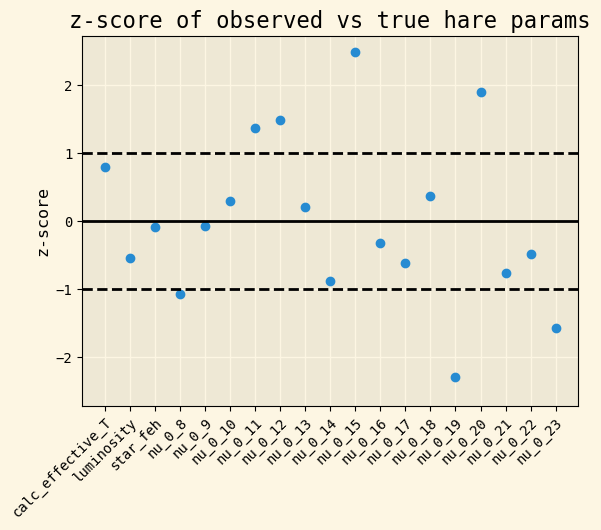 z-score of observed vs true hare params
z-score
2
1
0
−1
−2
calc_effective_T
luminosity
star_feh
nu_0_8
nu_0_9
nu_0_10
nu_0_11
nu_0_12
nu_0_13
nu_0_14
nu_0_15
nu_0_16
nu_0_17
nu_0_18
nu_0_19
nu_0_20
nu_0_21
nu_0_22
nu_0_23